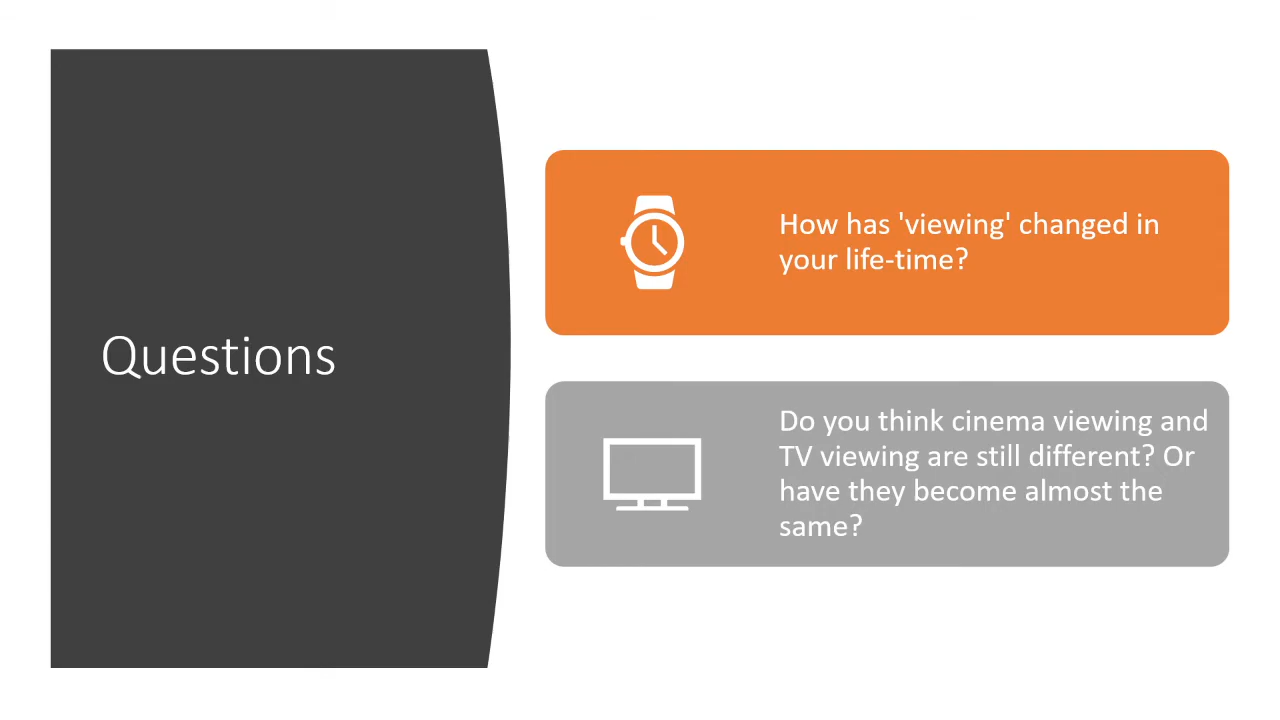 Questions
How has 'viewing' changed in
your life-time?
Do you think cinema viewing and
TV viewing are still different? Or
have they become almost the
same?